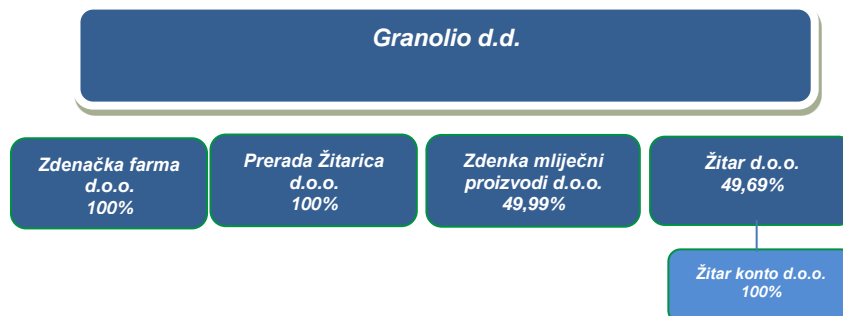 Granolio d.d.
Zdenačka farma
d.o.o.
100%
Prerada Žitarica
d.o.o.
100%
Zdenka mliječni
proizvodi d.o.o.
49,99%
Žitar d.o.o.
49,69%
Žitar konto d.o.o.
100%